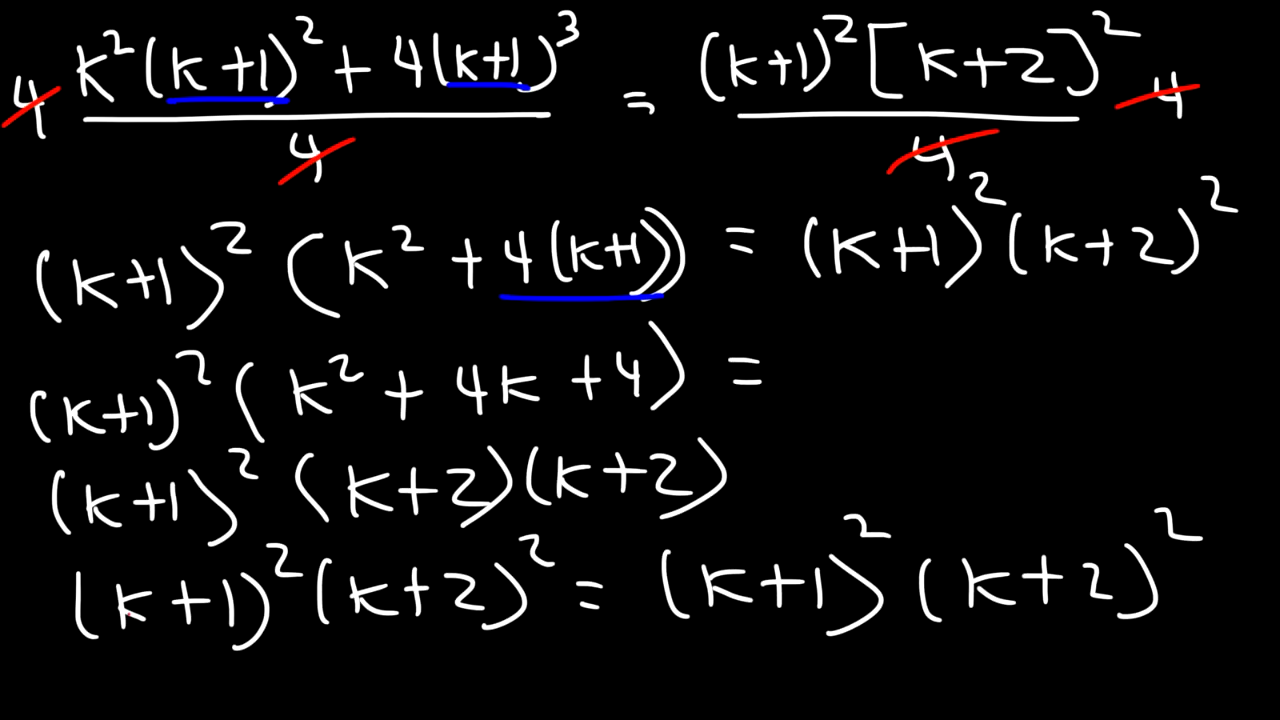 4 (k²(k+1)² + 4(k+1)³)/4 = ((k+1)²[k+2]²)/4 4
(k+1)² (k² + 4(k+1)) = (k+1)² (k+2)²
(k+1)² (k² + 4k + 4) =
(k+1)² (k+2)(k+2)
(k+1)² (k+2)² = (k+1)² (k+2)²